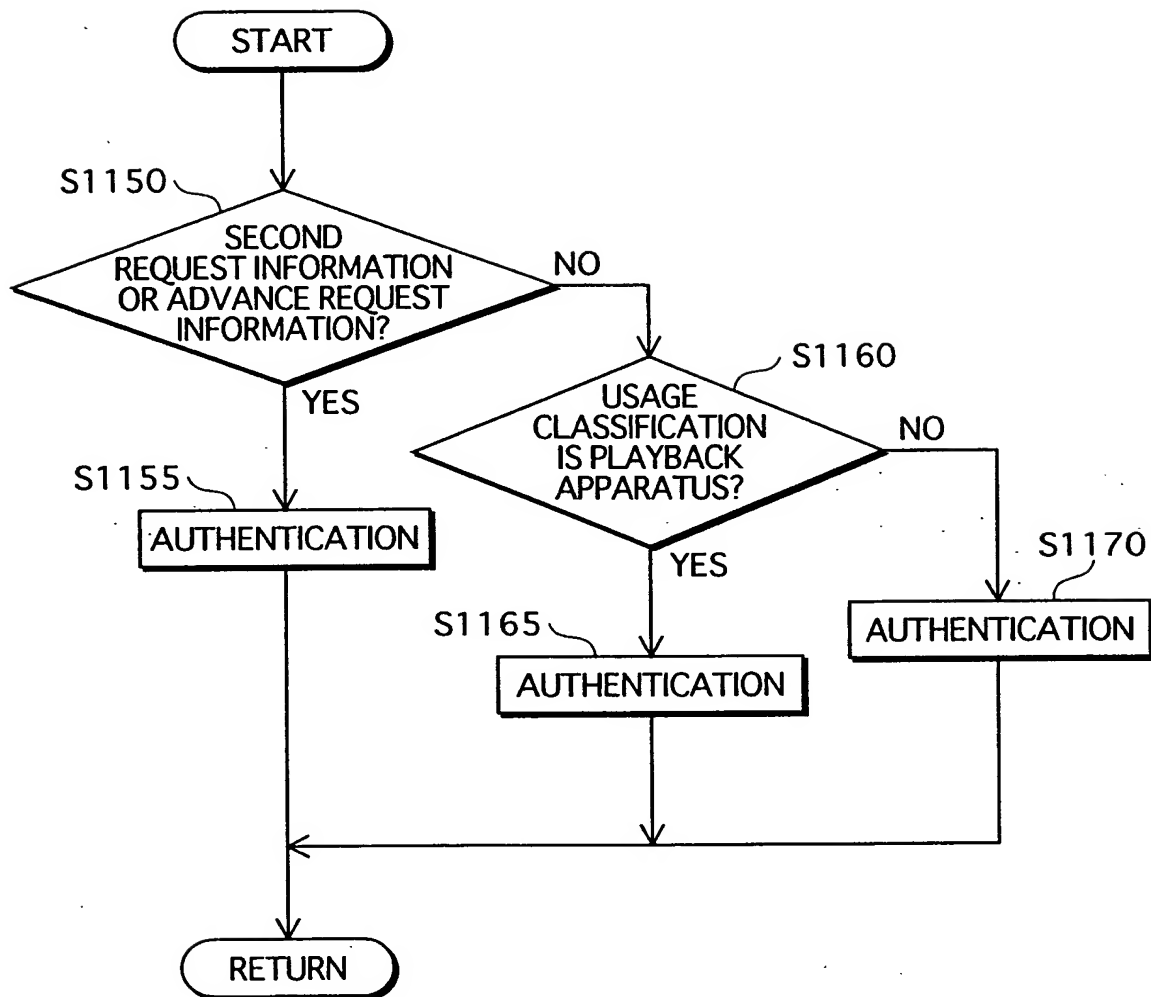 START
S1150
SECOND
REQUEST INFORMATION
OR ADVANCE REQUEST
INFORMATION?
NO
YES
S1160
USAGE
CLASSIFICATION
IS PLAYBACK
APPARATUS?
NO
YES
S1155
AUTHENTICATION
S1165
AUTHENTICATION
S1170
AUTHENTICATION
RETURN